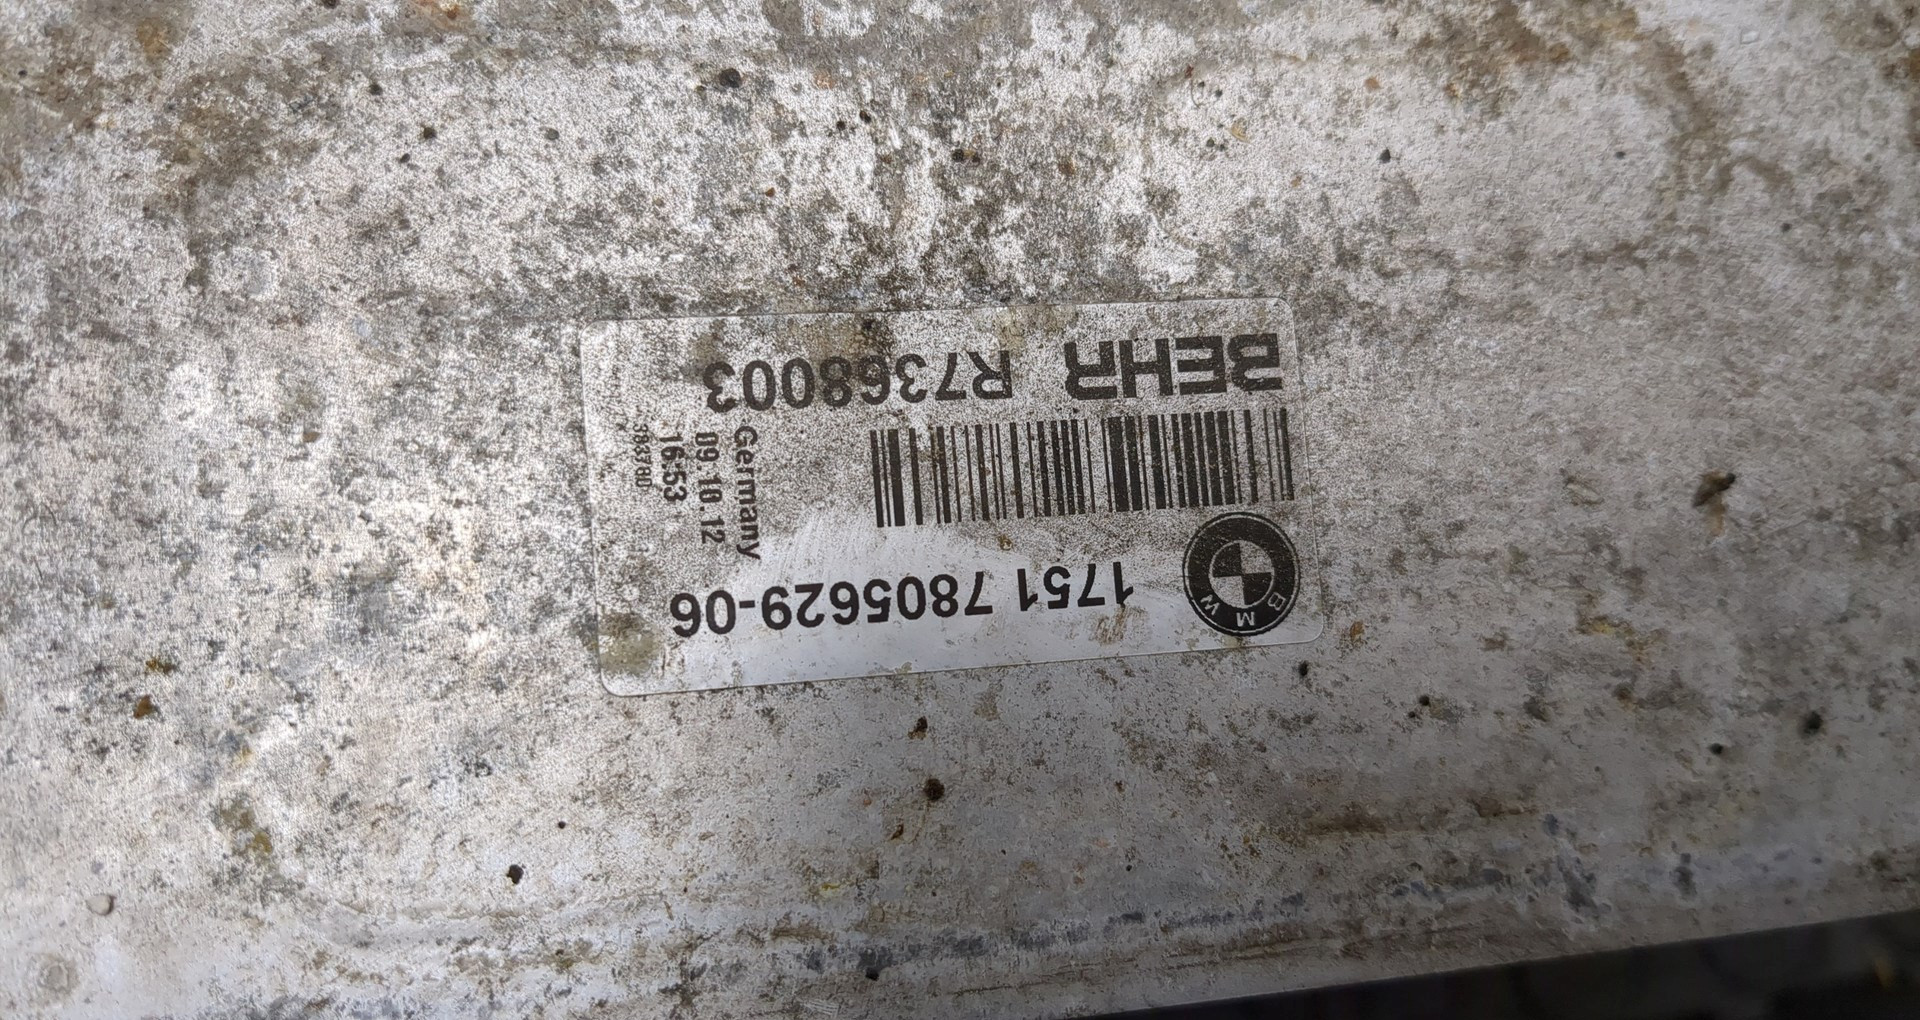 BMW
1751 7805629-06
Germany
09.10.12
16:53
BEHR R7368003